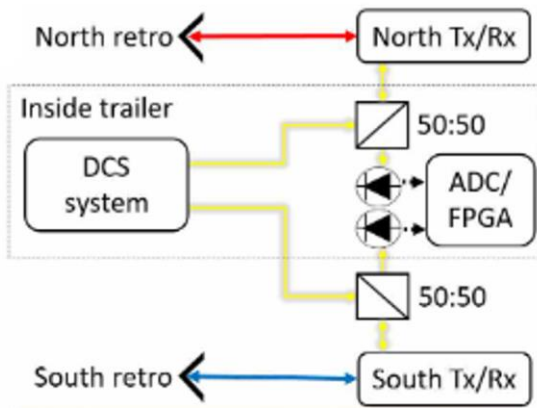 North retro
North Tx/Rx
Inside trailer
50:50
DCS
system
ADC/
FPGA
50:50
South retro
South Tx/Rx